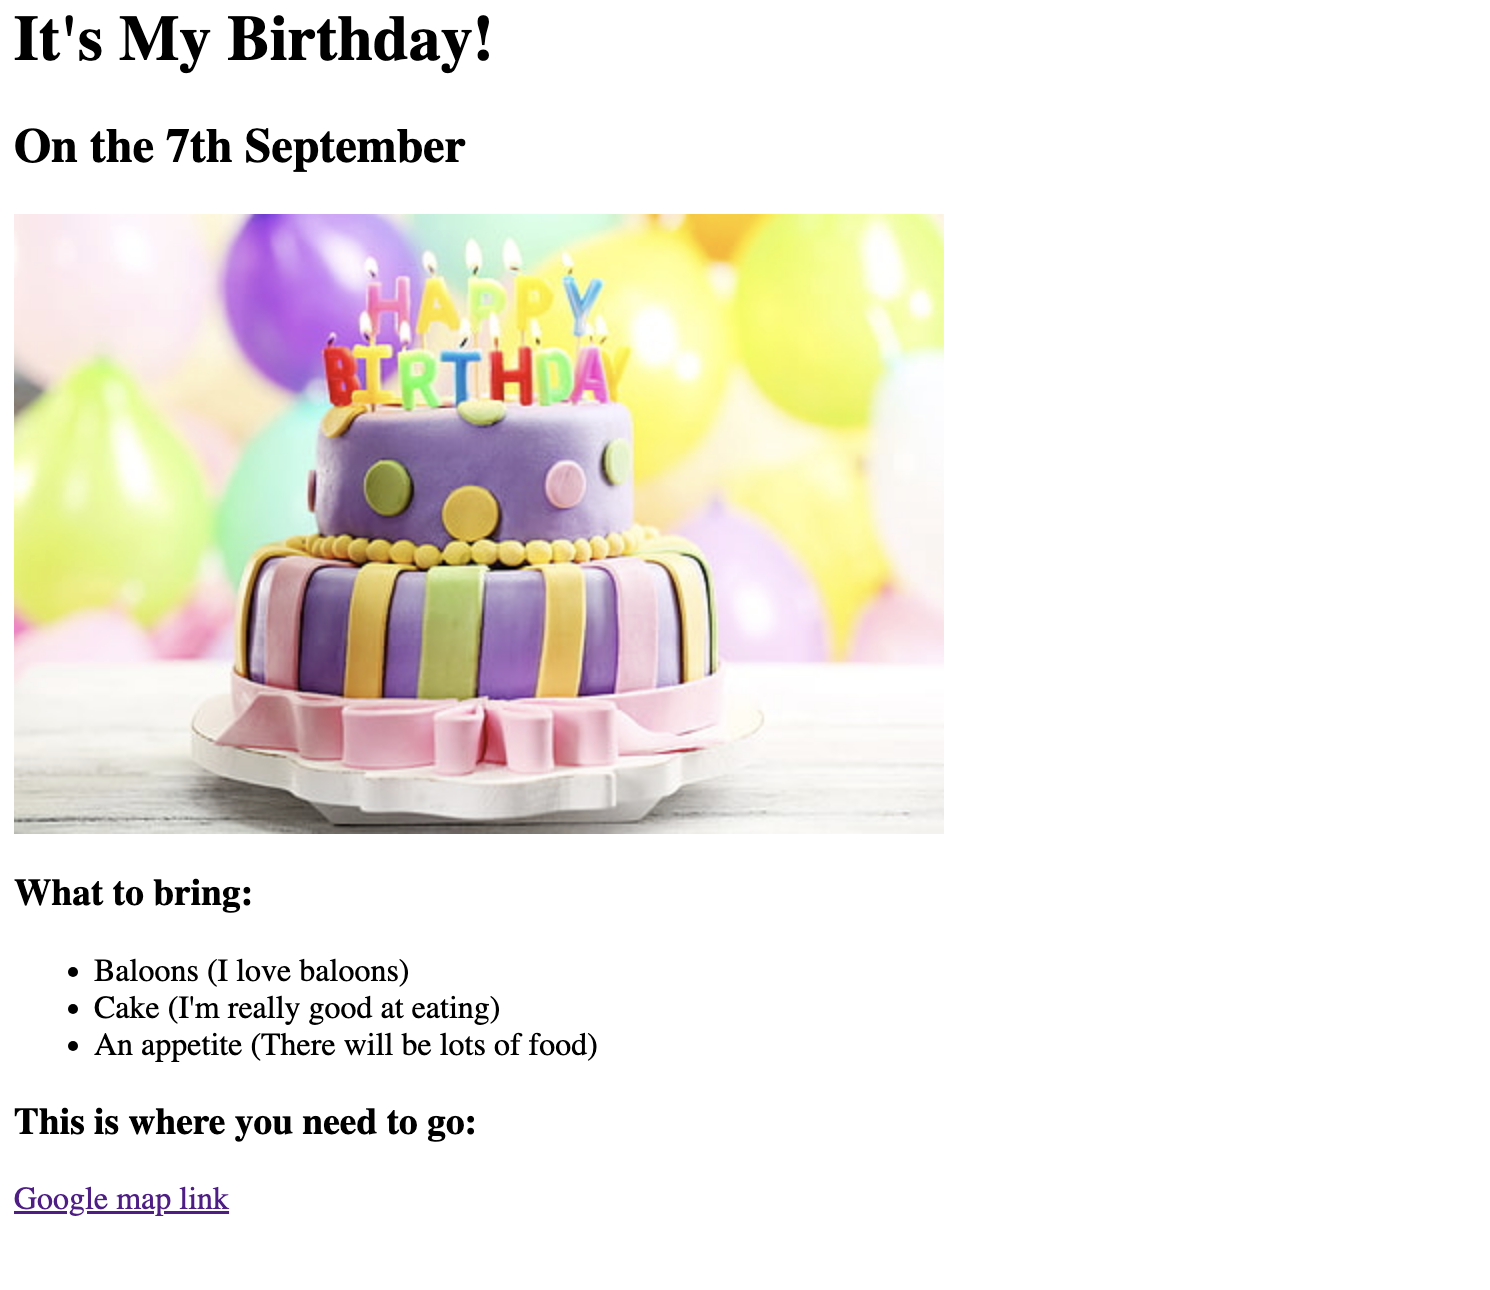 It's My Birthday!
On the 7th September
HAPPY
BIRTHDAY
What to bring:
Baloons (I love baloons)
Cake (I'm really good at eating)
An appetite (There will be lots of food)
This is where you need to go:
Google map link